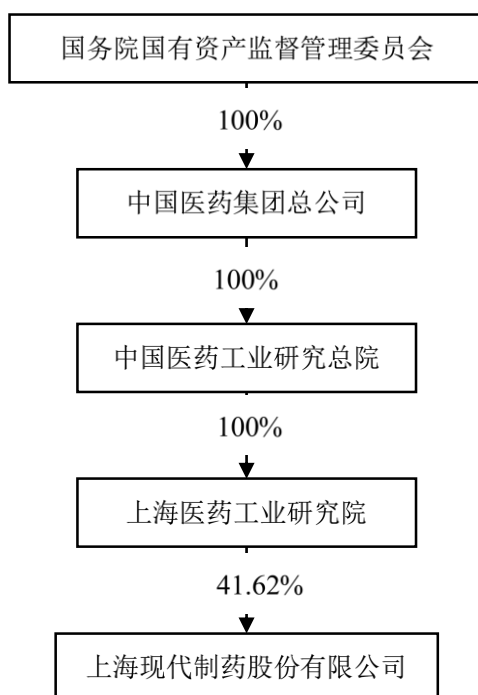 国务院国有资产监督管理委员会
100%
中国医药集团总公司
100%
中国医药工业研究总院
100%
上海医药工业研究院
41.62%
上海现代制药股份有限公司